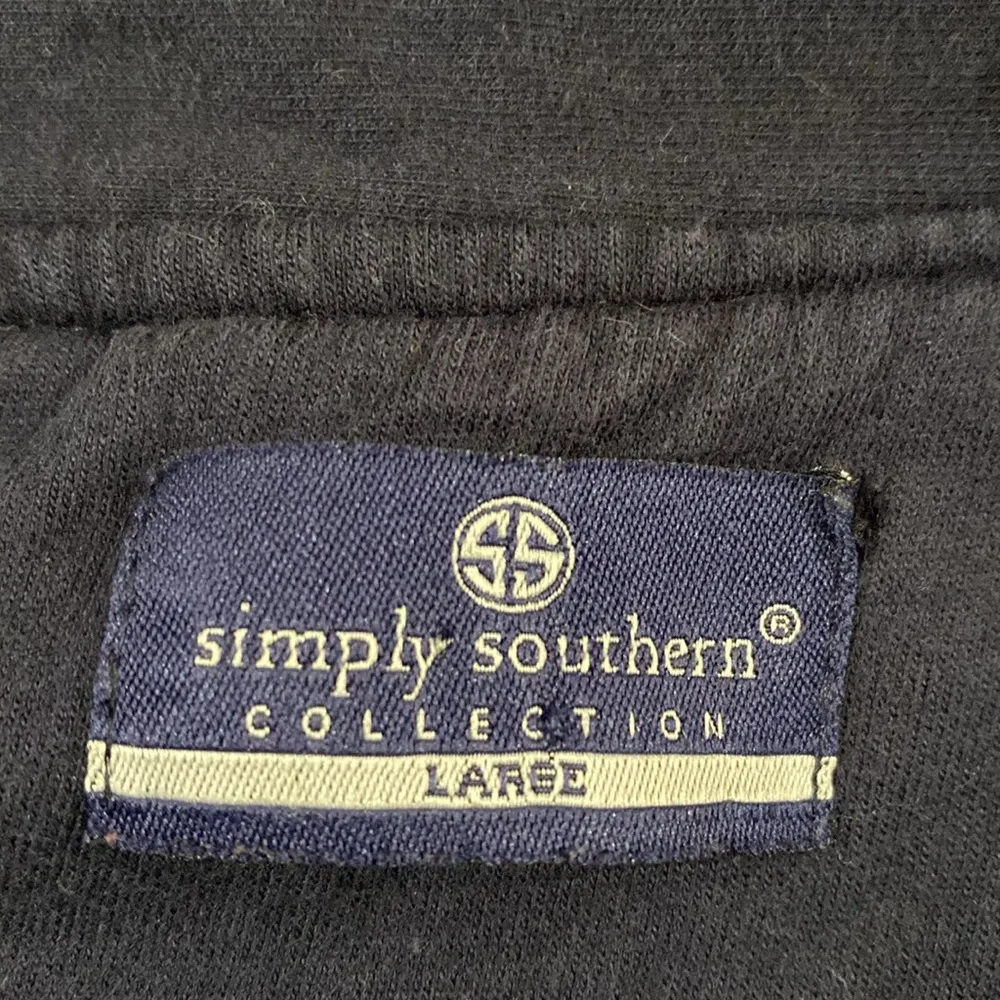 SS
simply southern®
COLLECTION
LARGE